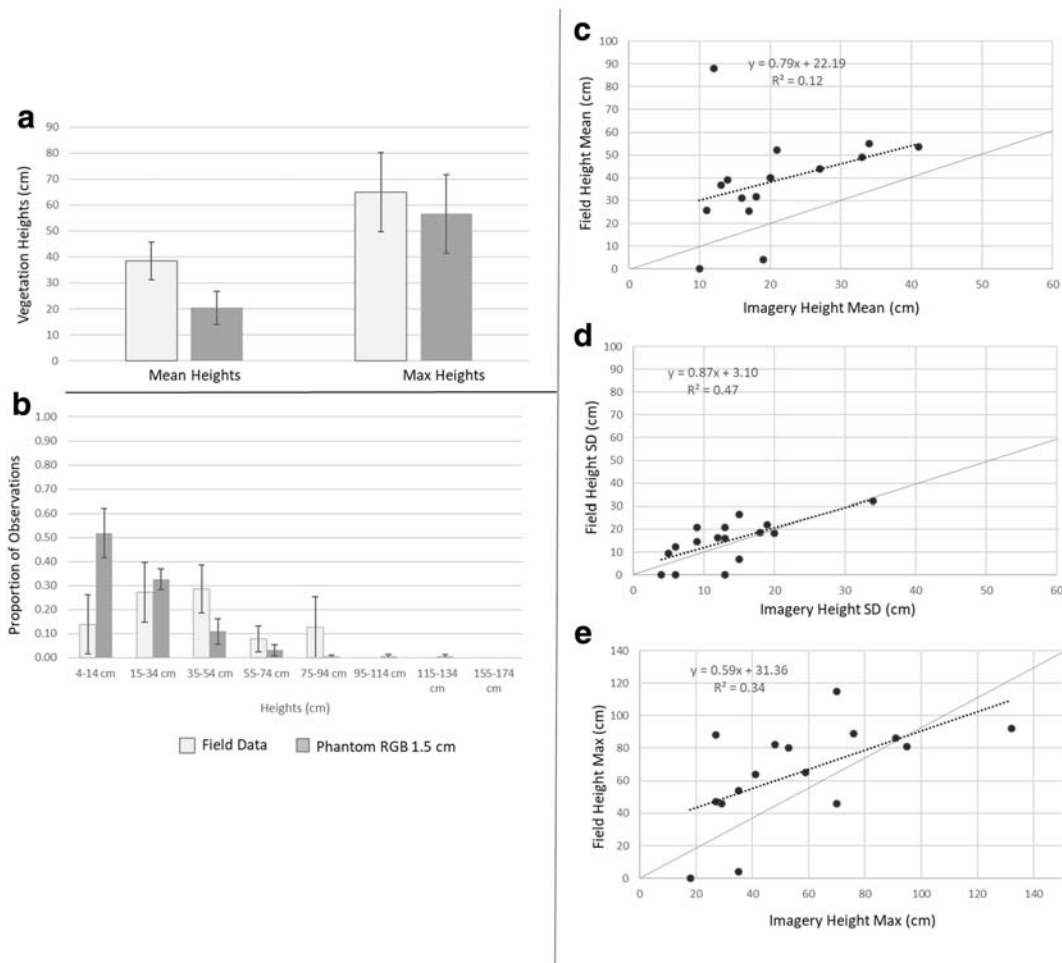 a
Vegetation Heights (cm)
90
80
70
60
50
40
30
20
10
0
Mean Heights Max Heights
b
Proportion of Observations
1.00
0.90
0.80
0.70
0.60
0.50
0.40
0.30
0.20
0.10
0.00
4-14 cm 15-34 cm 35-54 cm 55-74 cm 75-94 cm 95-114 cm 115-134 cm 155-174 cm
Heights (cm)
Field Data Phantom RGB 1.5 cm
c
Field Height Mean (cm)
100
90
80
70
60
50
40
30
20
10
0
y = 0.79x + 22.19
R² = 0.12
0 10 20 30 40 50 60
Imagery Height Mean (cm)
d
Field Height SD (cm)
100
90
80
70
60
50
40
30
20
10
0
y = 0.87x + 3.10
R² = 0.47
0 20 40 60
Imagery Height SD (cm)
e
Field Height Max (cm)
140
120
100
80
60
40
20
0
y = 0.59x + 31.36
R² = 0.34
0 20 40 60 80 100 120 140
Imagery Height Max (cm)